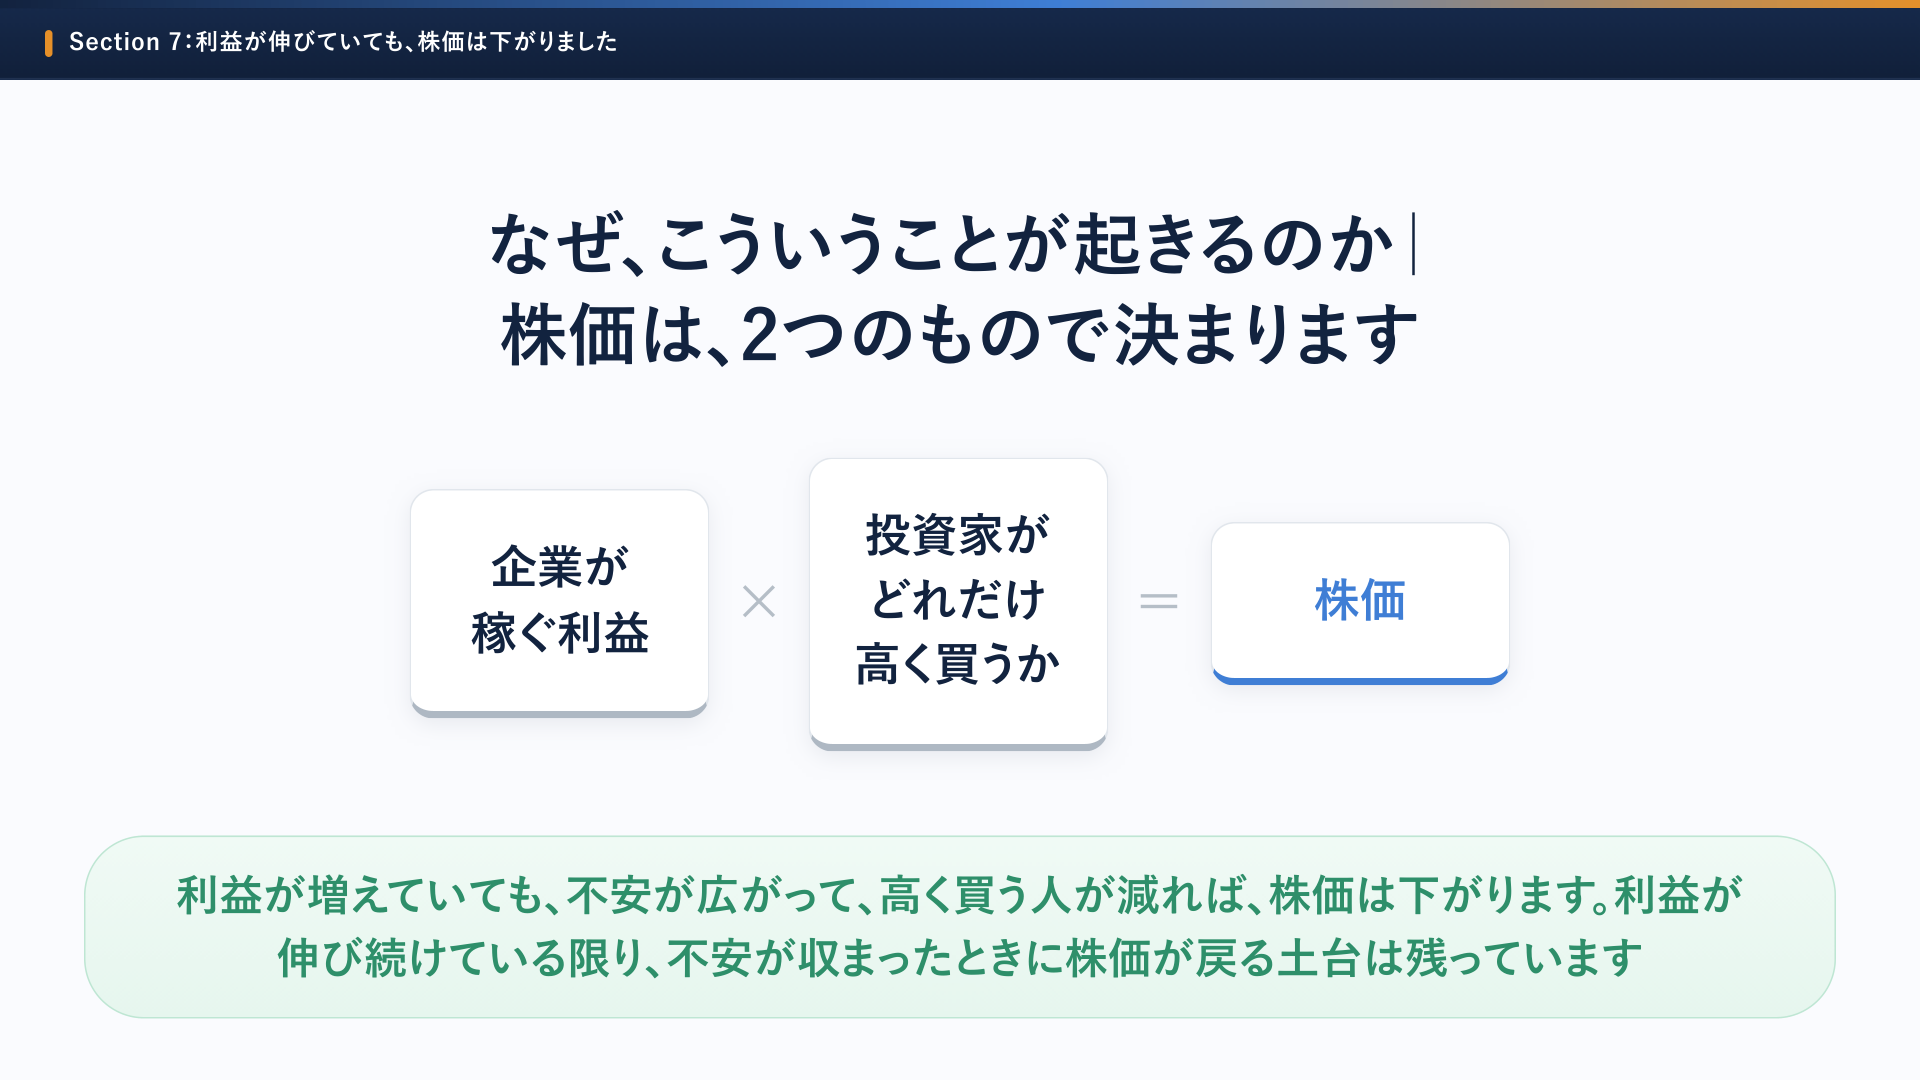 Section 7：利益が伸びていても、株価は下がりました
なぜ、こういうことが起きるのか｜
株価は、2つのもので決まります
企業が
稼ぐ利益
×
投資家が
どれだけ
高く買うか
＝
株価
利益が増えていても、不安が広がって、高く買う人が減れば、株価は下がります。利益が
伸び続けている限り、不安が収まったときに株価が戻る土台は残っています